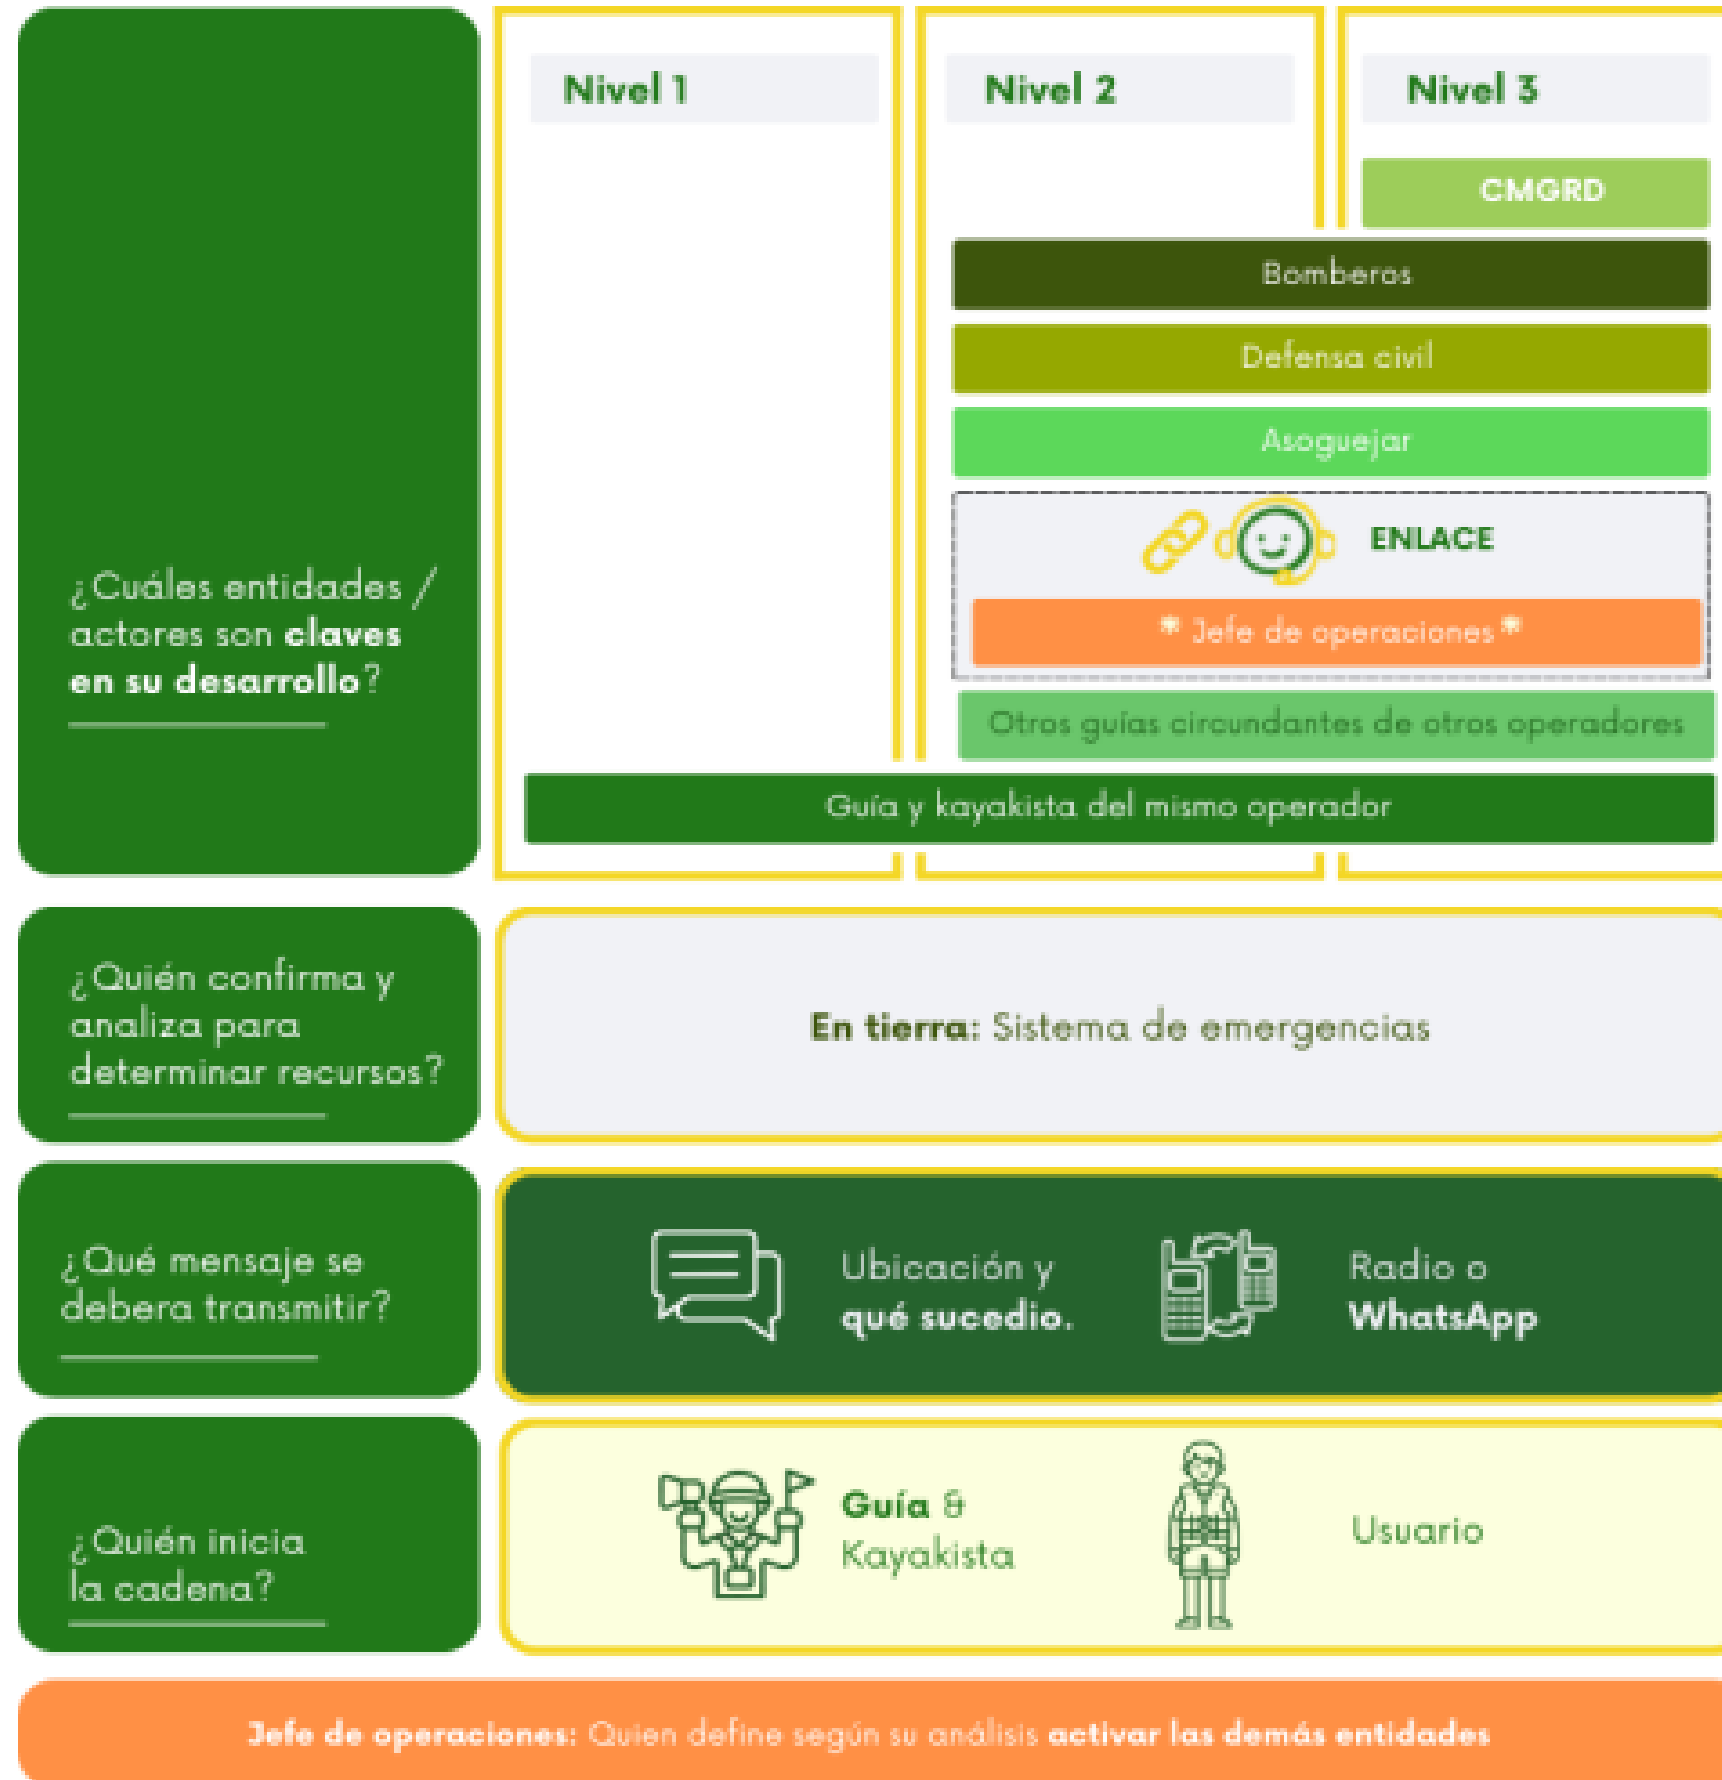 Nivel 1
Nivel 2
Nivel 3
CMGRD
Bomberos
Defensa civil
Asoguejar
ENLACE
* Jefe de operaciones *
Otros guías circundantes de otros operadores
Guía y kayakista del mismo operador
¿Cuáles entidades /
actores son claves
en su desarrollo?
¿Quién confirma y
analiza para
determinar recursos?
En tierra: Sistema de emergencias
¿Qué mensaje se
debera transmitir?
Ubicación y
qué sucedio.
Radio o
WhatsApp
¿Quién inicia
la cadena?
Guía &
Kayakista
Usuario
Jefe de operaciones: Quien define según su análisis activar las demás entidades